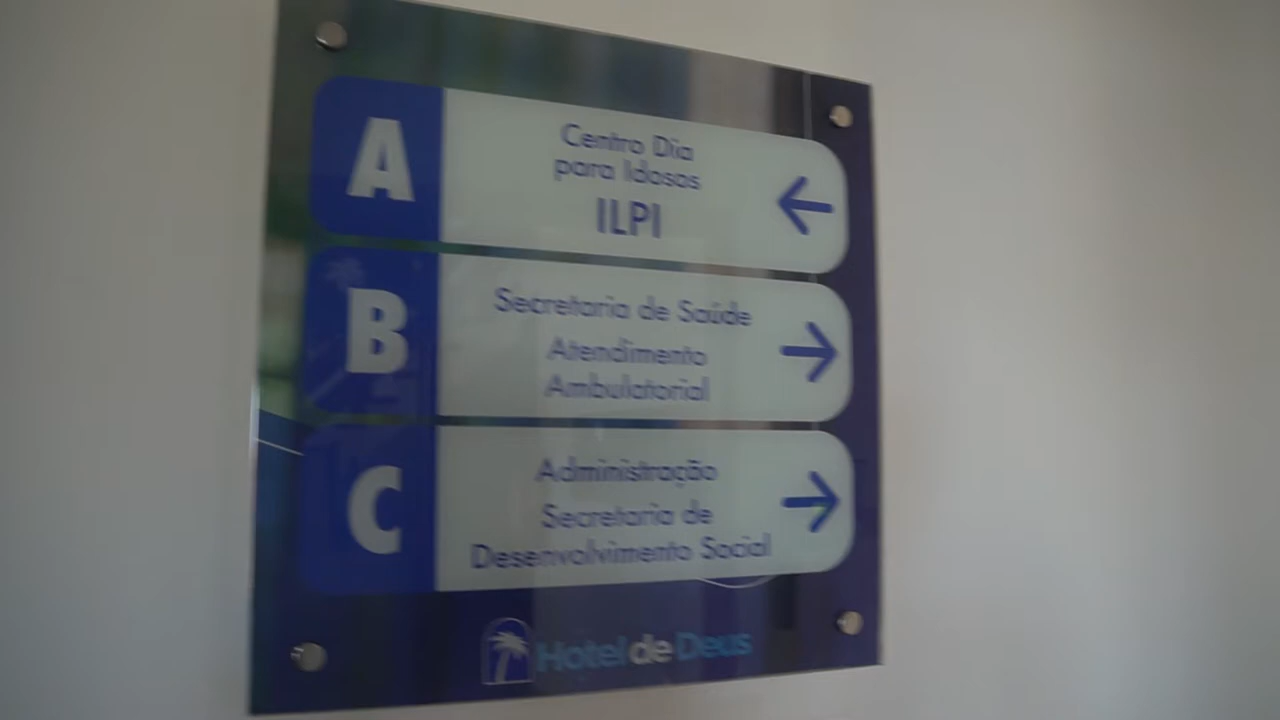 A
Centro Dia
para Idosos
ILPI
B
Secretaria de Saúde
Atendimento
Ambulatorial
C
Administração
Secretaria de
Desenvolvimento Social
Hotel de Deus